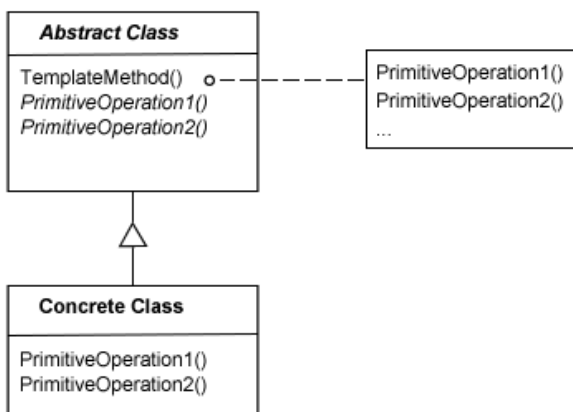 Abstract Class
TemplateMethod()
PrimitiveOperation1()
PrimitiveOperation2()
PrimitiveOperation1()
PrimitiveOperation2()
...
Concrete Class
PrimitiveOperation1()
PrimitiveOperation2()